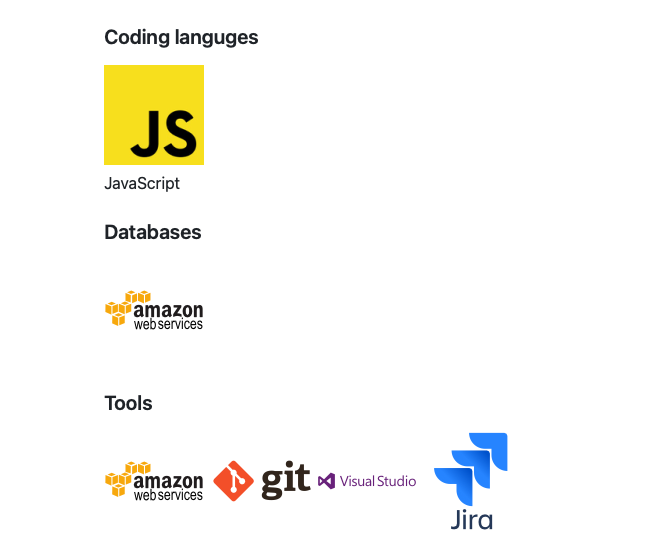 Coding languges
JS
JavaScript
Databases
amazon
web services
Tools
amazon
web services
git
Visual Studio
Jira